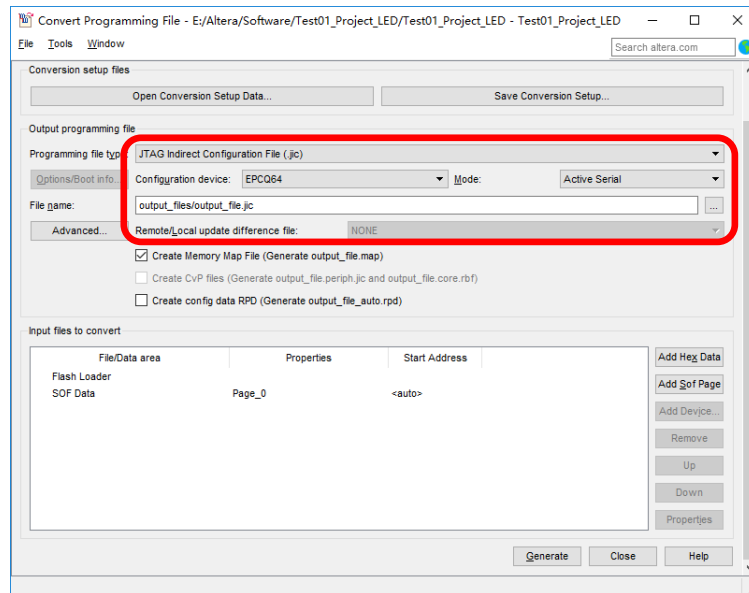 Convert Programming File - E:/Altera/Software/Test01_Project_LED/Test01_Project_LED - Test01_Project_LED
File Tools Window
Search altera.com
Conversion setup files
Open Conversion Setup Data... Save Conversion Setup...
Output programming file
Programming file type: JTAG Indirect Configuration File (.jic)
Options/Boot info... Configuration device: EPCQ64 Mode: Active Serial
File name: output_files/output_file.jic ...
Advanced... Remote/Local update difference file: NONE
Create Memory Map File (Generate output_file.map)
Create CvP files (Generate output_file.periph.jic and output_file.core.rbf)
Create config data RPD (Generate output_file_auto.rpd)
Input files to convert
File/Data area Properties Start Address
Flash Loader
SOF Data Page_0 <auto>
Add Hex Data
Add Sof Page
Add Device...
Remove
Up
Down
Properties
Generate Close Help